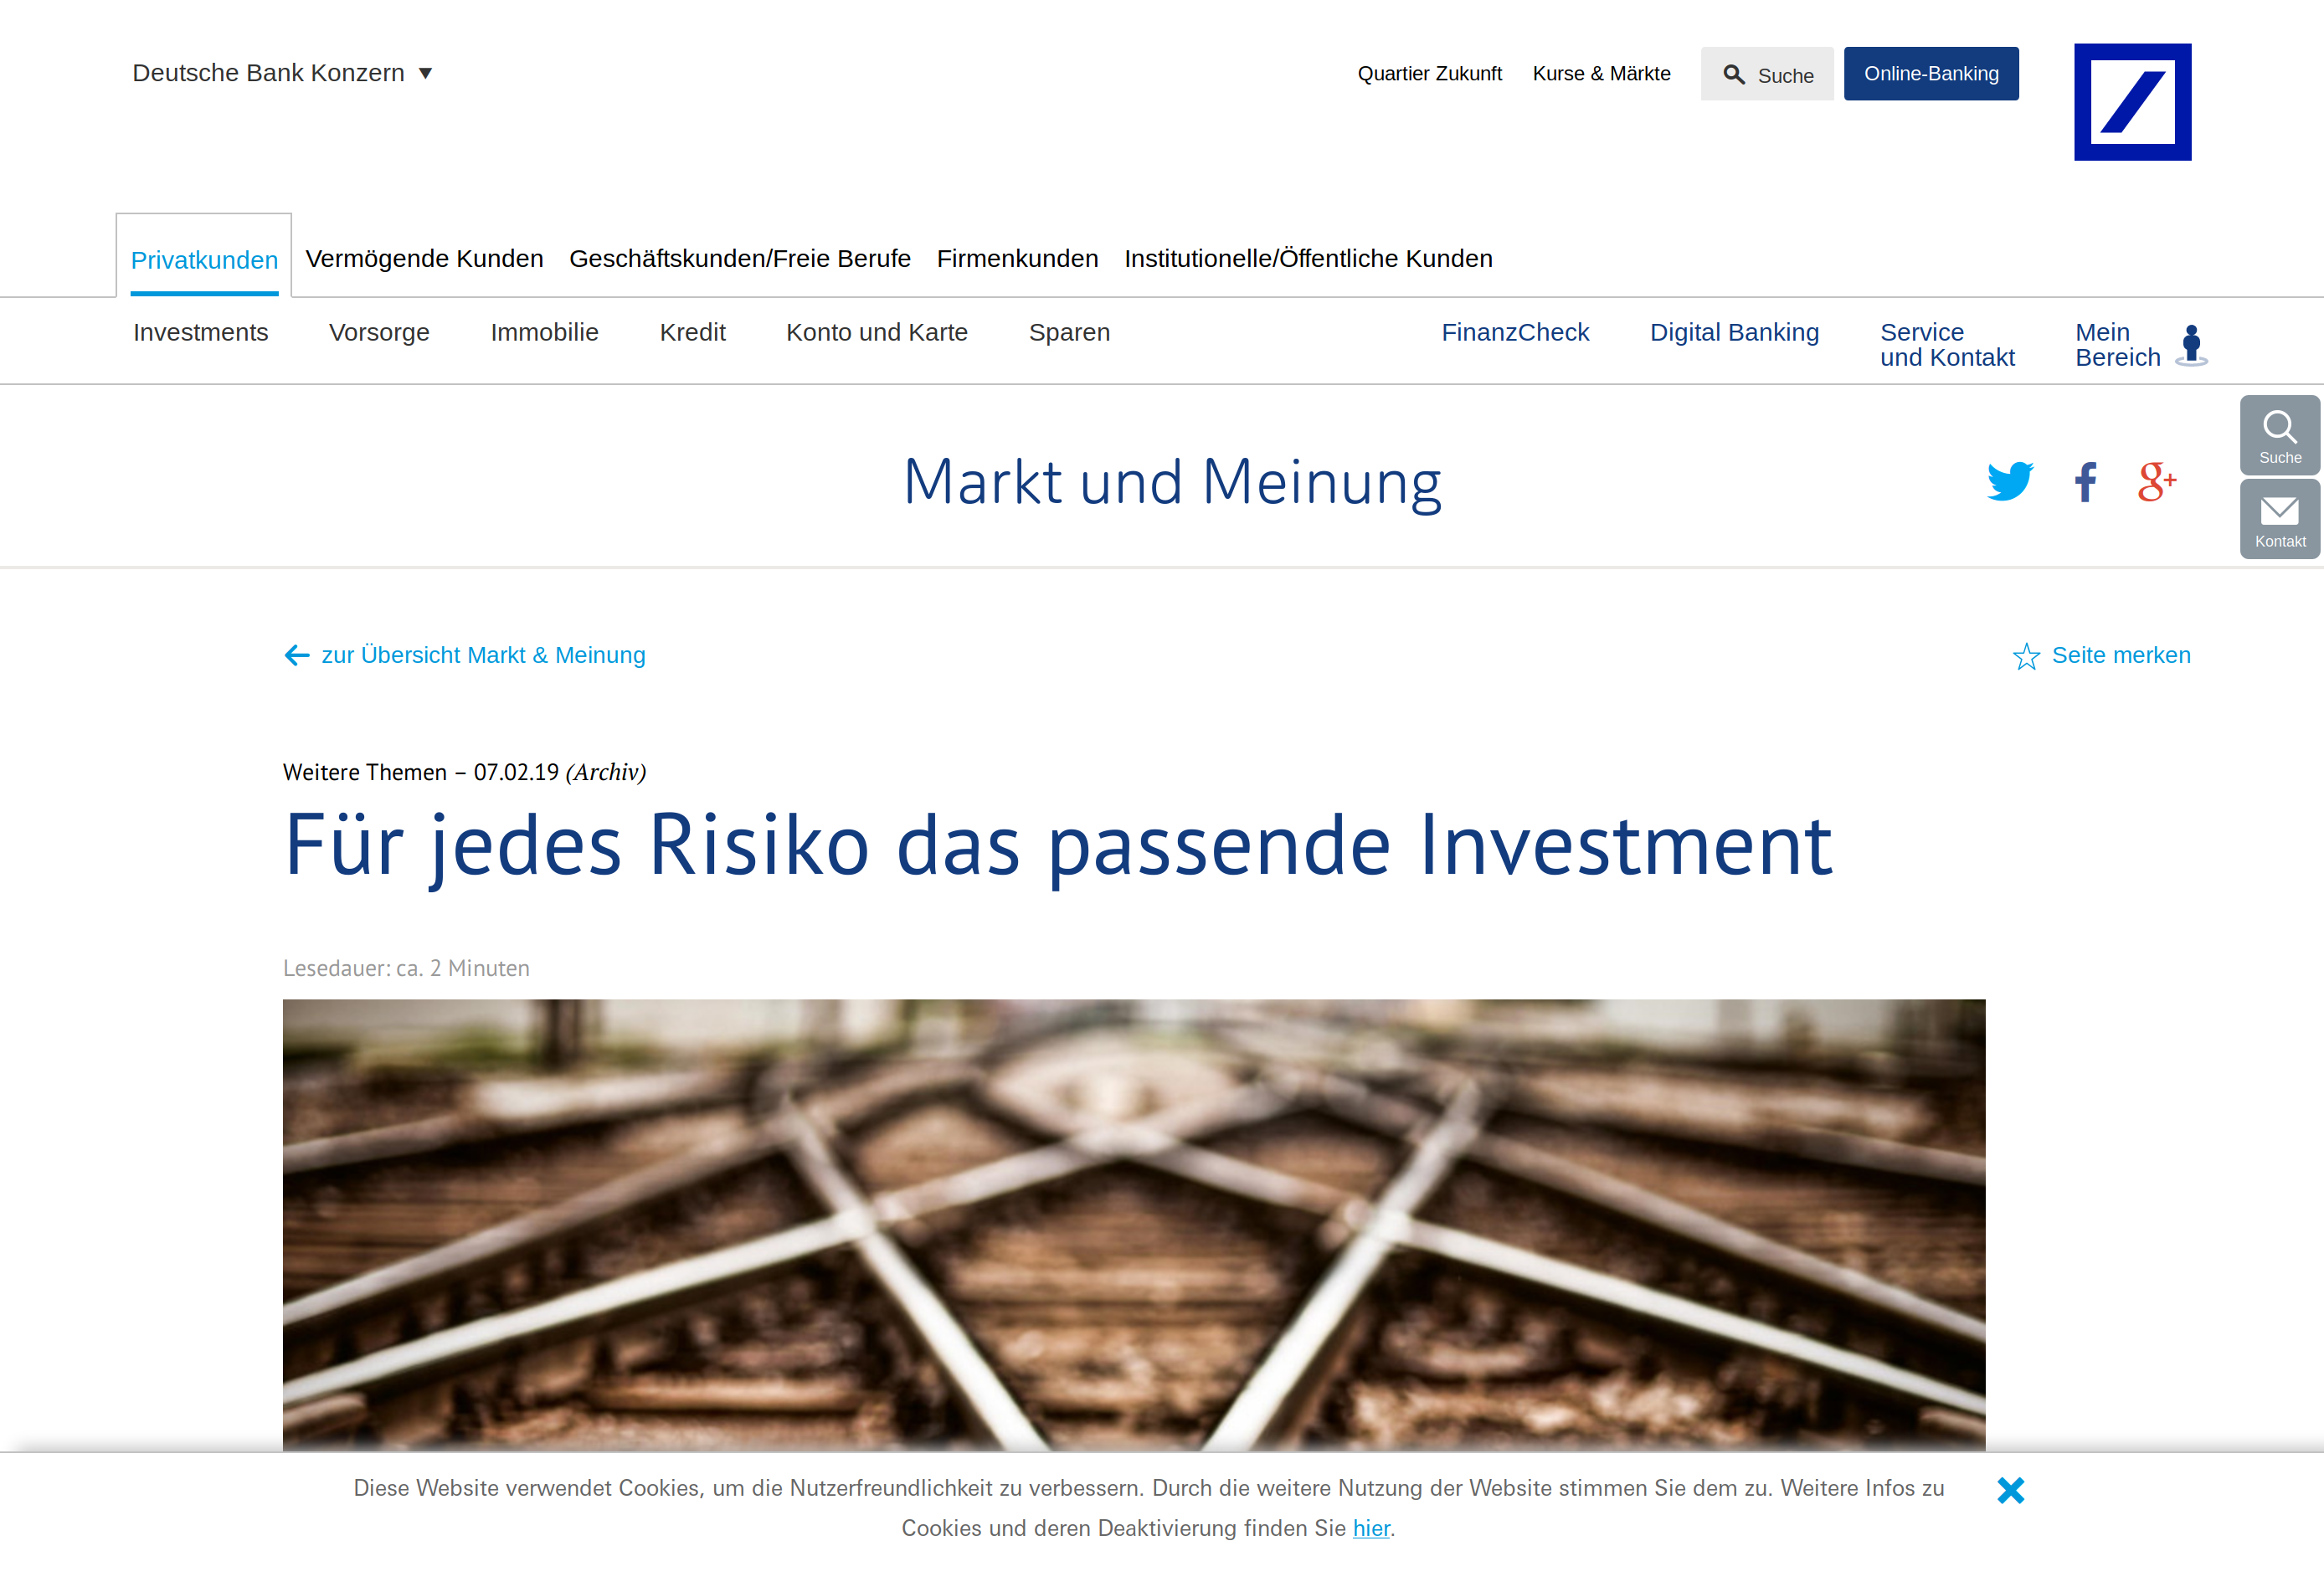 Deutsche Bank Konzern
Quartier Zukunft
Kurse & Märkte
Suche
Online-Banking
Privatkunden
Vermögende Kunden
Geschäftskunden/Freie Berufe
Firmenkunden
Institutionelle/Öffentliche Kunden
Investments
Vorsorge
Immobilie
Kredit
Konto und Karte
Sparen
FinanzCheck
Digital Banking
Service
und Kontakt
Mein
Bereich
Suche
Kontakt
Markt und Meinung
g+
zur Übersicht Markt & Meinung
Seite merken
Weitere Themen – 07.02.19 (Archiv)
Für jedes Risiko das passende Investment
Lesedauer: ca. 2 Minuten
Diese Website verwendet Cookies, um die Nutzerfreundlichkeit zu verbessern. Durch die weitere Nutzung der Website stimmen Sie dem zu. Weitere Infos zu
Cookies und deren Deaktivierung finden Sie hier.